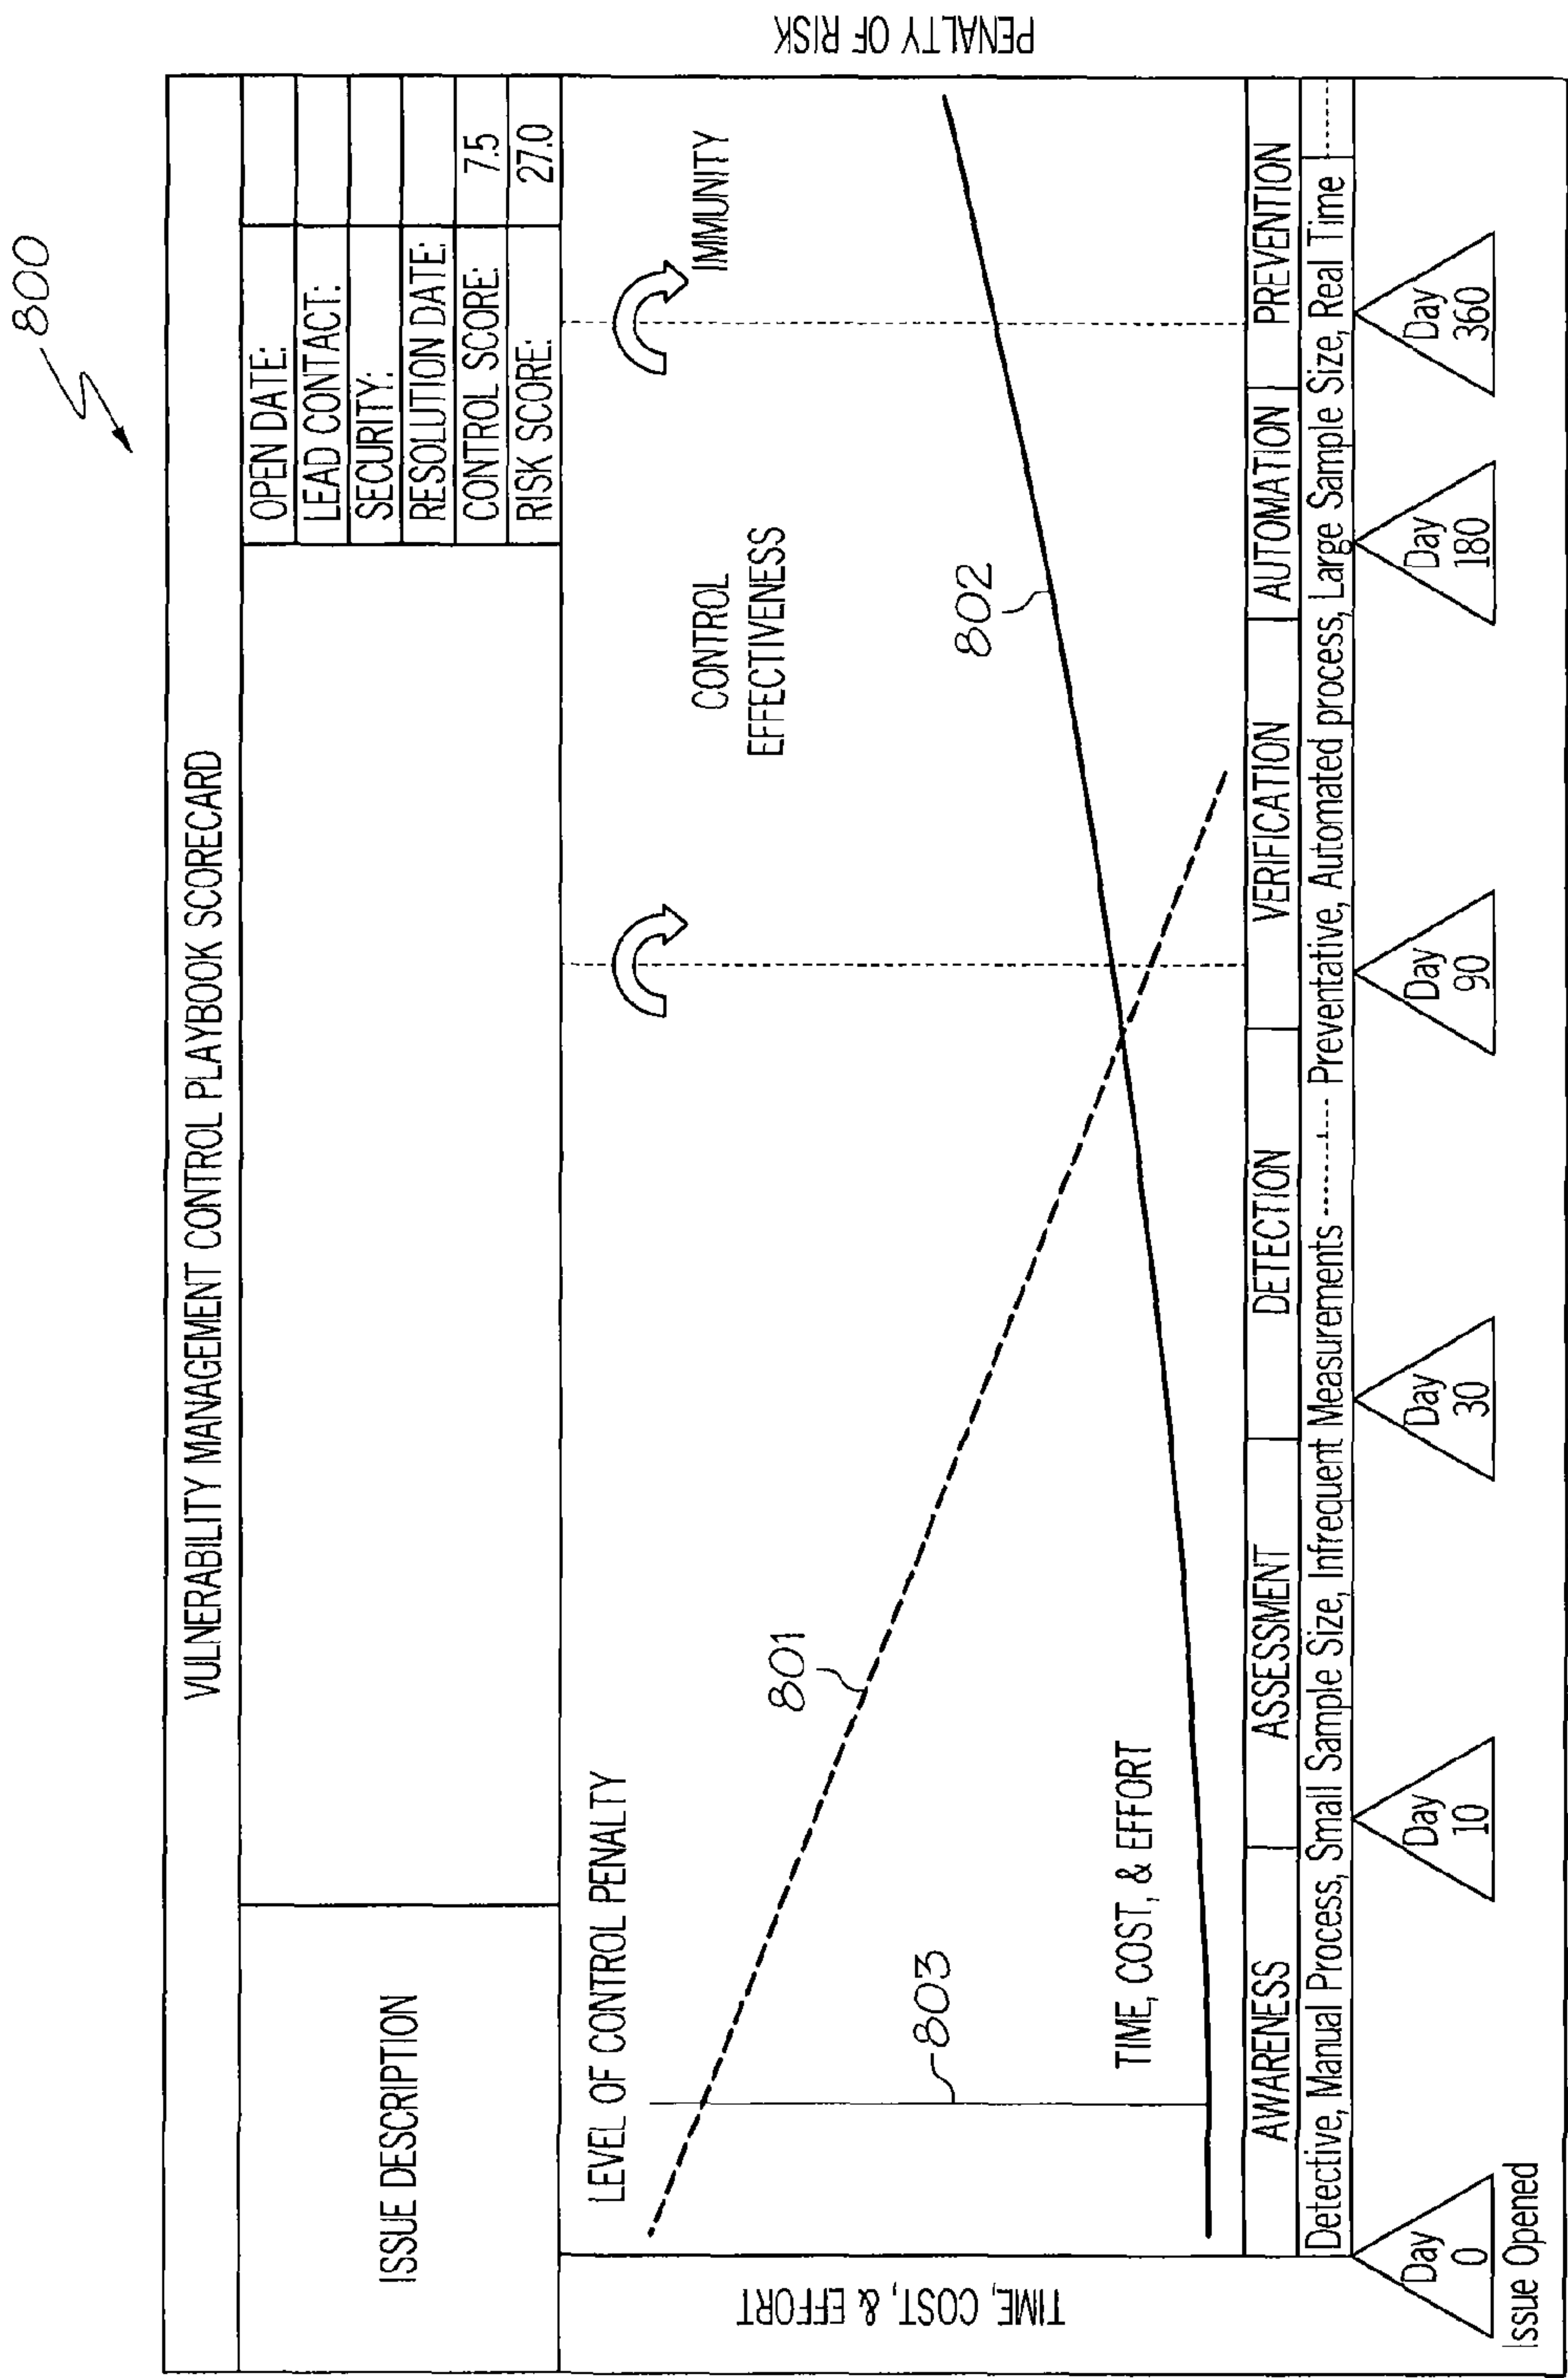 800
VULNERABILITY MANAGEMENT CONTROL PLAYBOOK SCORECARD
ISSUE DESCRIPTION
OPEN DATE:
LEAD CONTACT:
SECURITY:
RESOLUTION DATE:
CONTROL SCORE: 7.5
RISK SCORE: 27.0
LEVEL OF CONTROL PENALTY
IMMUNITY
CONTROL
EFFECTIVENESS
801
802
803
TIME, COST, & EFFORT
TIME, COST, & EFFORT
PENALTY OF RISK
AWARENESS ASSESSMENT DETECTION VERIFICATION AUTOMATION PREVENTION
Detective, Manual Process, Small Sample Size, Infrequent Measurements --------- Preventative, Automated process, Large Sample Size, Real Time ------
Day
0
Day
10
Day
30
Day
90
Day
180
Day
360
Issue Opened